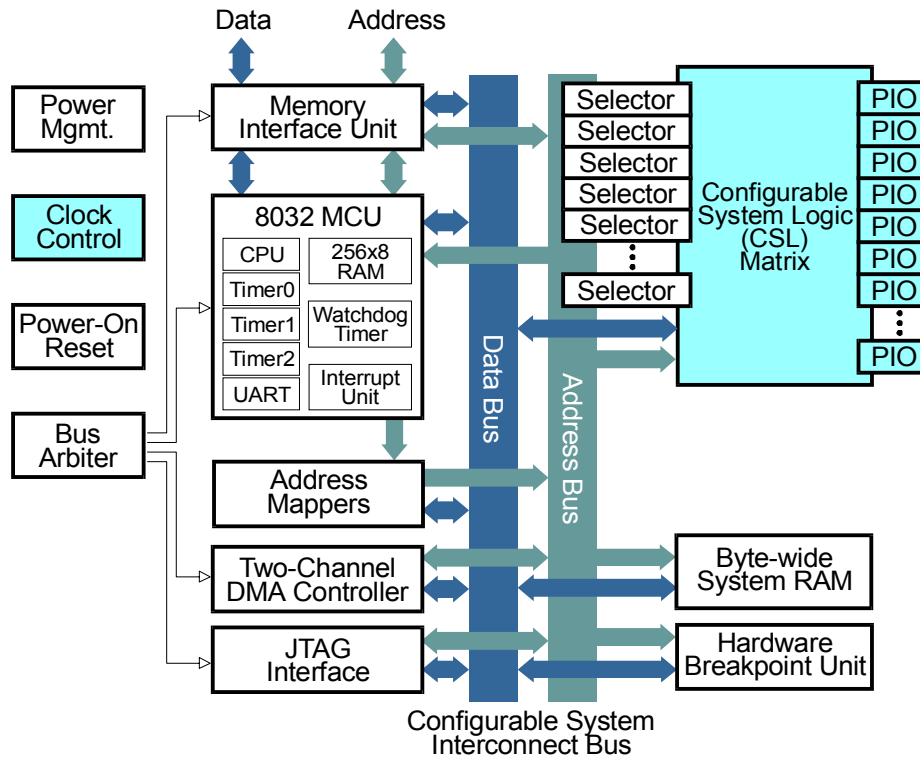 Data
Address
Power
Mgmt.
Clock
Control
Power-On
Reset
Bus
Arbiter
Memory
Interface Unit
8032 MCU
CPU
Timer0
Timer1
Timer2
UART
256x8
RAM
Watchdog
Timer
Interrupt
Unit
Address
Mappers
Two-Channel
DMA Controller
JTAG
Interface
Data Bus
Address Bus
Configurable System
Interconnect Bus
Selector
Selector
Selector
Selector
Selector
Selector
Configurable
System Logic
(CSL)
Matrix
PIO
PIO
PIO
PIO
PIO
PIO
PIO
PIO
Byte-wide
System RAM
Hardware
Breakpoint Unit